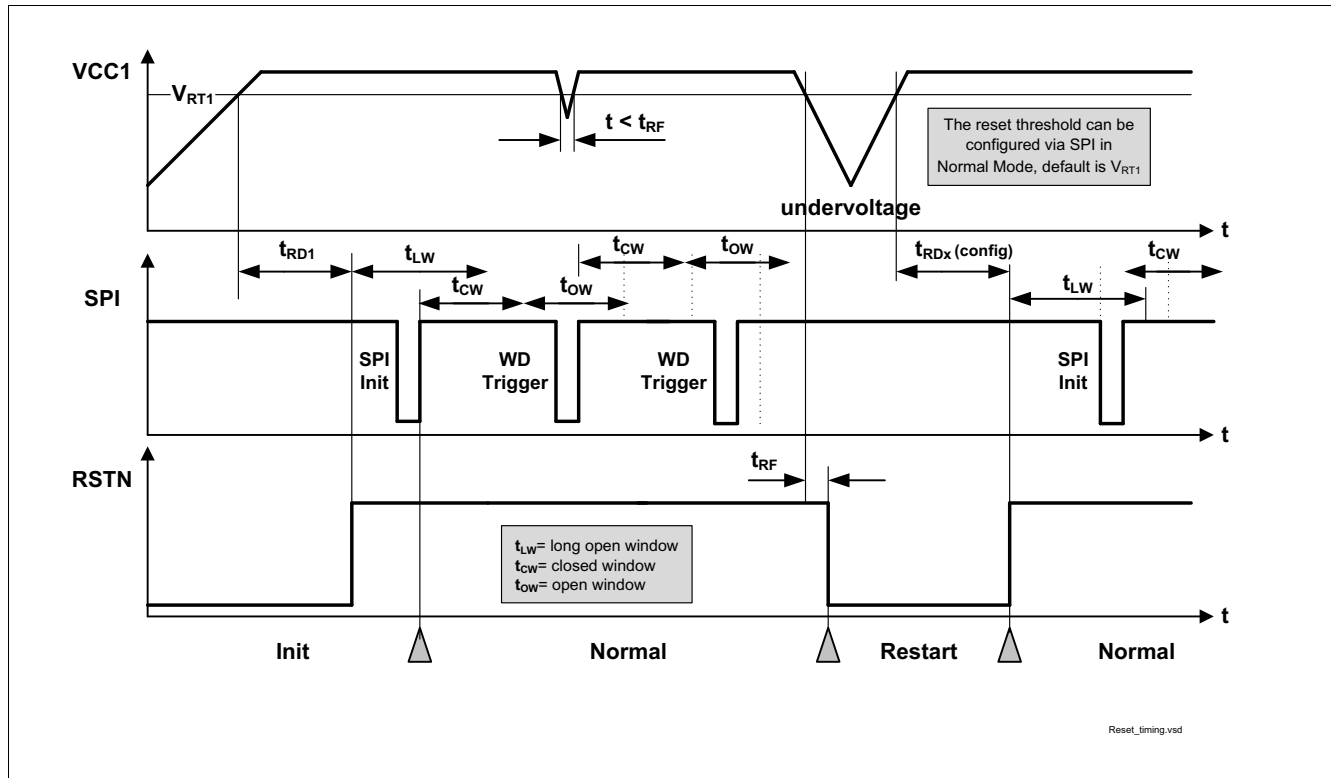 VCC1
VRT1
t < tRF
The reset threshold can be
configured via SPI in
Normal Mode, default is VRT1
undervoltage
t
tRD1
tLW
tCW
tOW
tRDx (config)
tCW
tCW
tOW
tLW
SPI
SPI
Init
WD
Trigger
WD
Trigger
SPI
Init
t
RSTN
tRF
tLW= long open window
tCW= closed window
tOW= open window
t
Init
Normal
Restart
Normal
Reset_timing.vsd